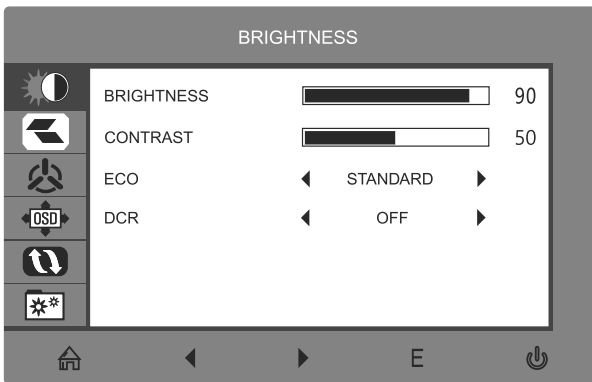 BRIGHTNESS
BRIGHTNESS 90
CONTRAST 50
ECO STANDARD
DCR OFF
OSD
E